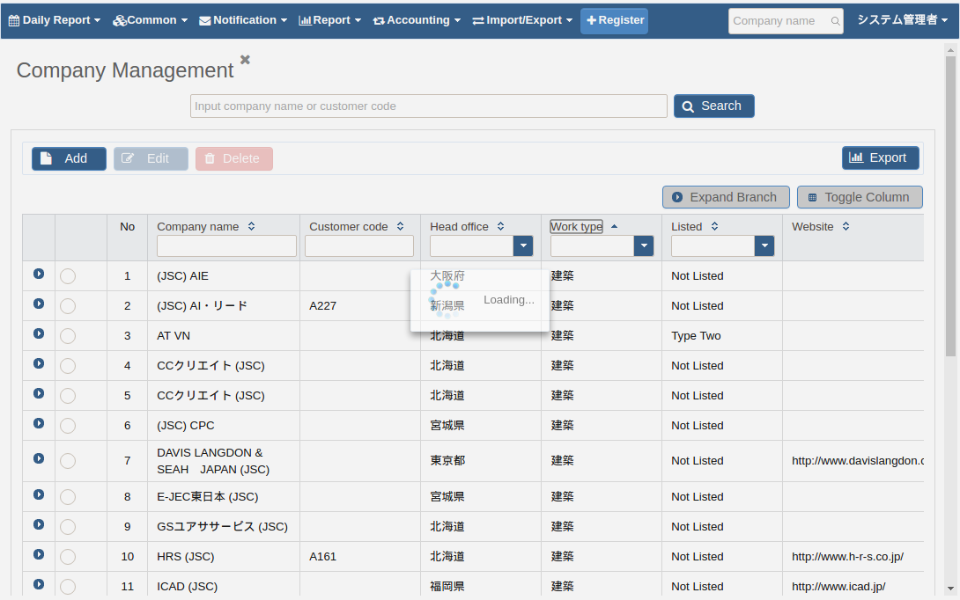 Daily Report Common Notification Report Accounting Import/Export Register Company name システム管理者
Company Management
Input company name or customer code Search
Add Edit Delete Export
Expand Branch Toggle Column
No Company name Customer code Head office Work type Listed Website
1 (JSC) AIE 大阪府 建築 Not Listed
Loading...
2 (JSC) AI・リード A227 新潟県 建築 Not Listed
3 AT VN 北海道 建築 Type Two
4 CCクリエイト (JSC) 北海道 建築 Not Listed
5 CCクリエイト (JSC) 北海道 建築 Not Listed
6 (JSC) CPC 宮城県 建築 Not Listed
7 DAVIS LANGDON &
SEAH JAPAN (JSC) 東京都 建築 Not Listed http://www.davislangdon.c
8 E-JEC東日本 (JSC) 宮城県 建築 Not Listed
9 GSユアササービス (JSC) 北海道 建築 Not Listed
10 HRS (JSC) A161 北海道 建築 Not Listed http://www.h-r-s.co.jp/
11 ICAD (JSC) 福岡県 建築 Not Listed http://www.icad.jp/